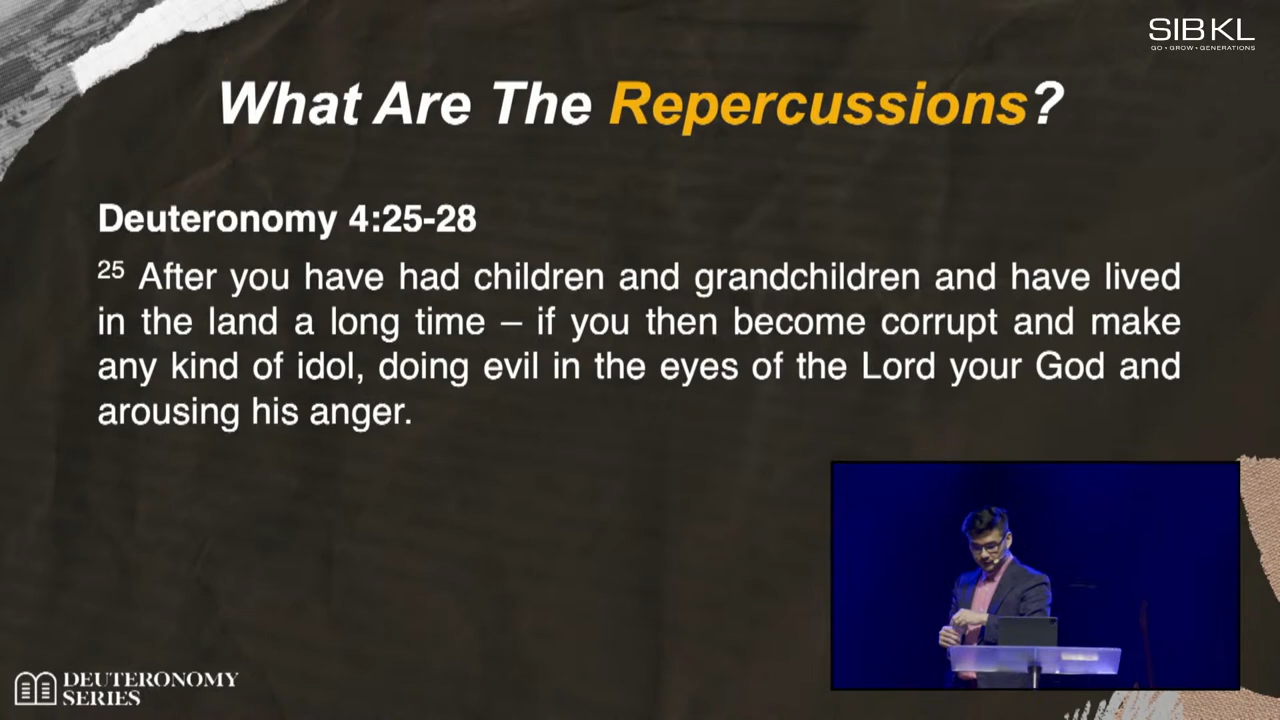 SIBKL
GO • GROW • GENERATIONS
What Are The Repercussions?
Deuteronomy 4:25-28
25 After you have had children and grandchildren and have lived
in the land a long time – if you then become corrupt and make
any kind of idol, doing evil in the eyes of the Lord your God and
arousing his anger.
DEUTERONOMY
SERIES